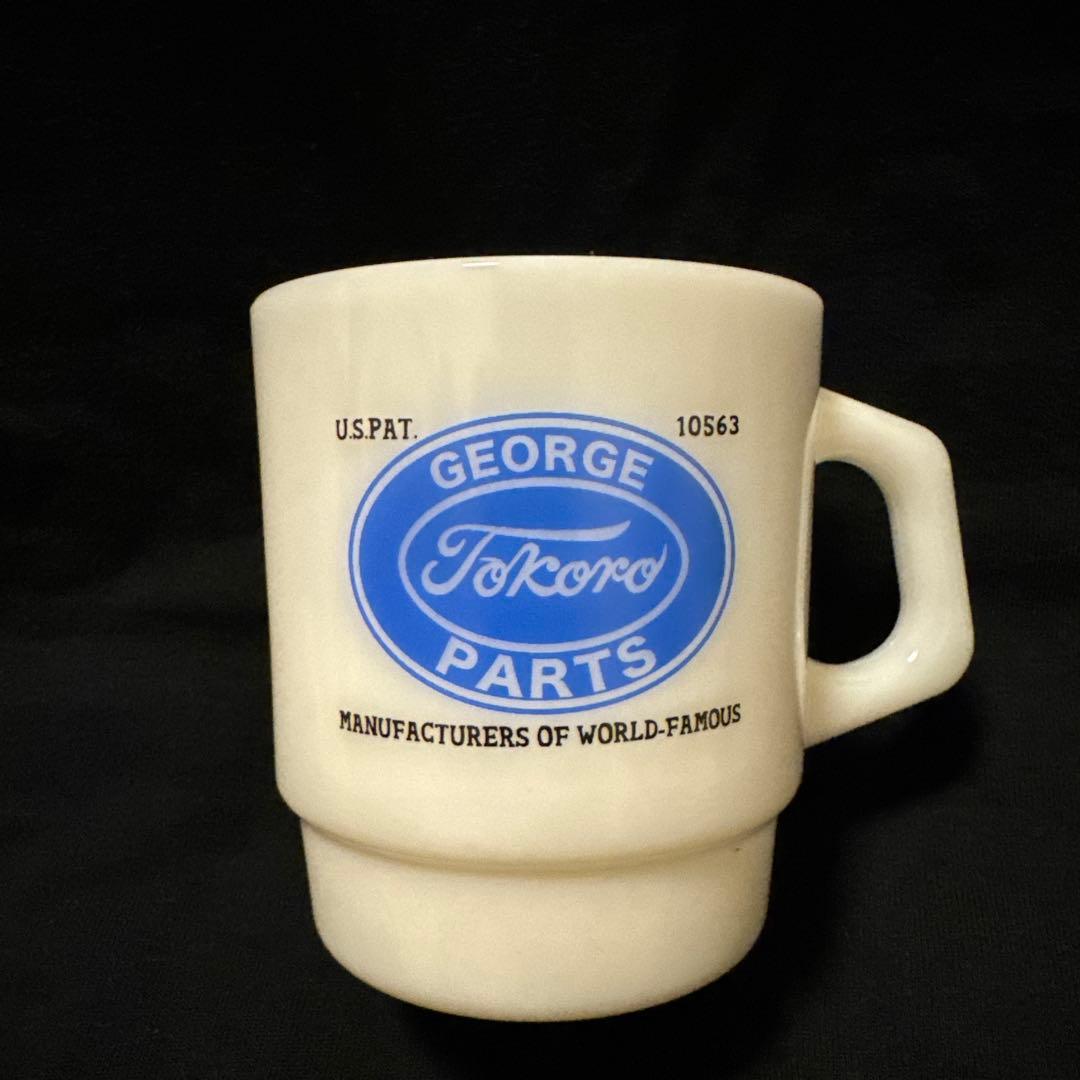 U.S.PAT. 10563
GEORGE
Tokoro
PARTS
MANUFACTURERS OF WORLD-FAMOUS